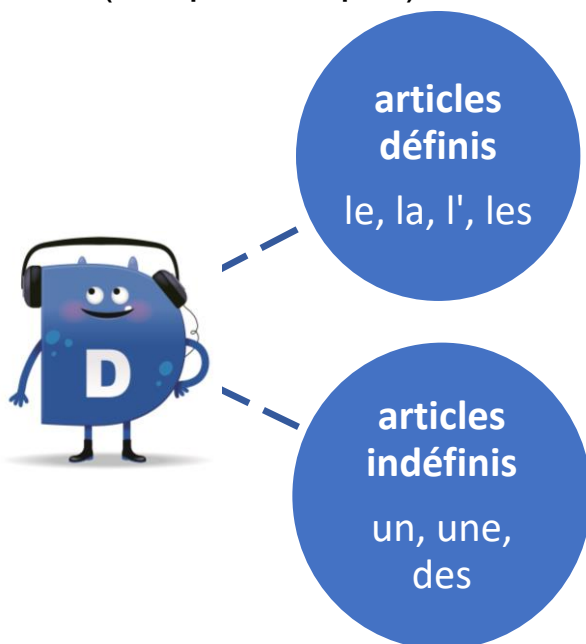 articles
définis
le, la, l', les
D
articles
indéfinis
un, une,
des